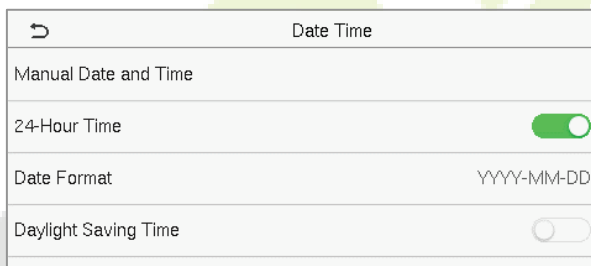 Date Time
Manual Date and Time
24-Hour Time
Date Format YYYY-MM-DD
Daylight Saving Time